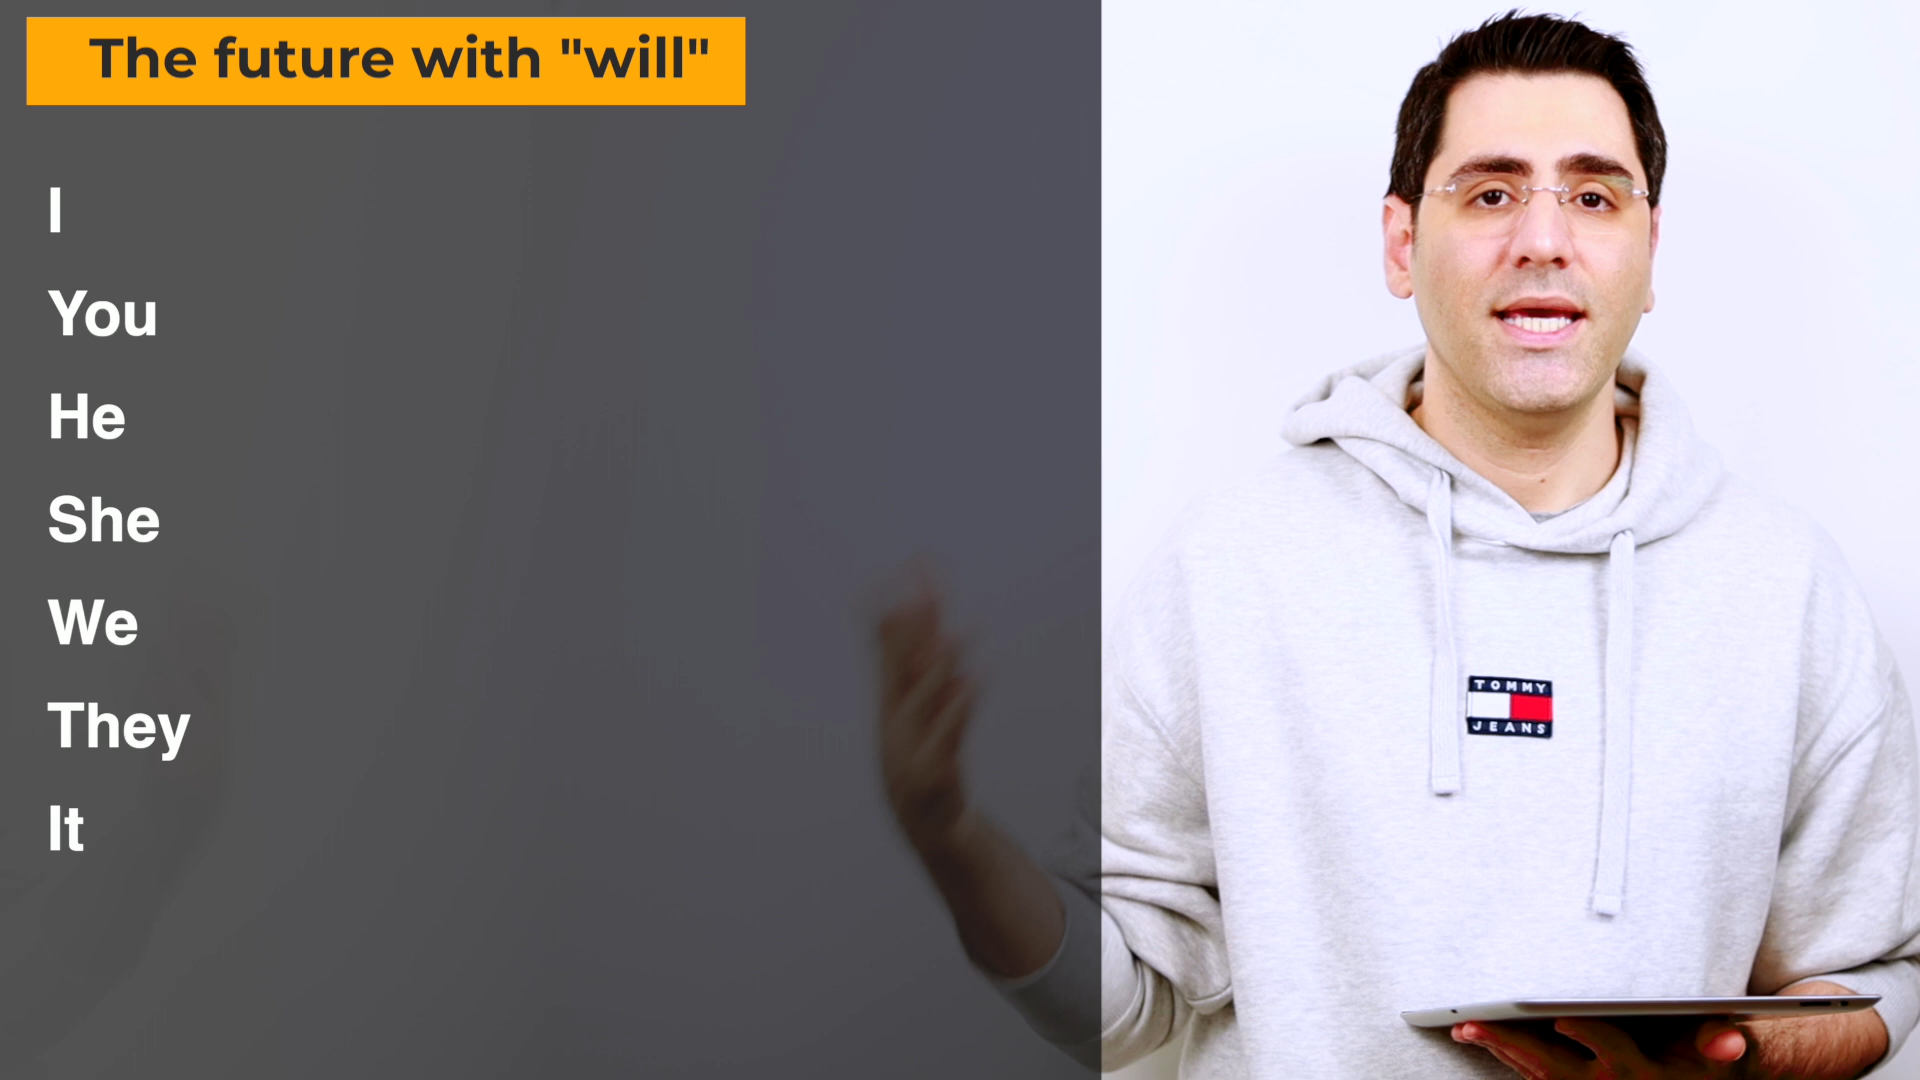 The future with "will"
I
You
He
She
We
They
It
TOMMY
JEANS